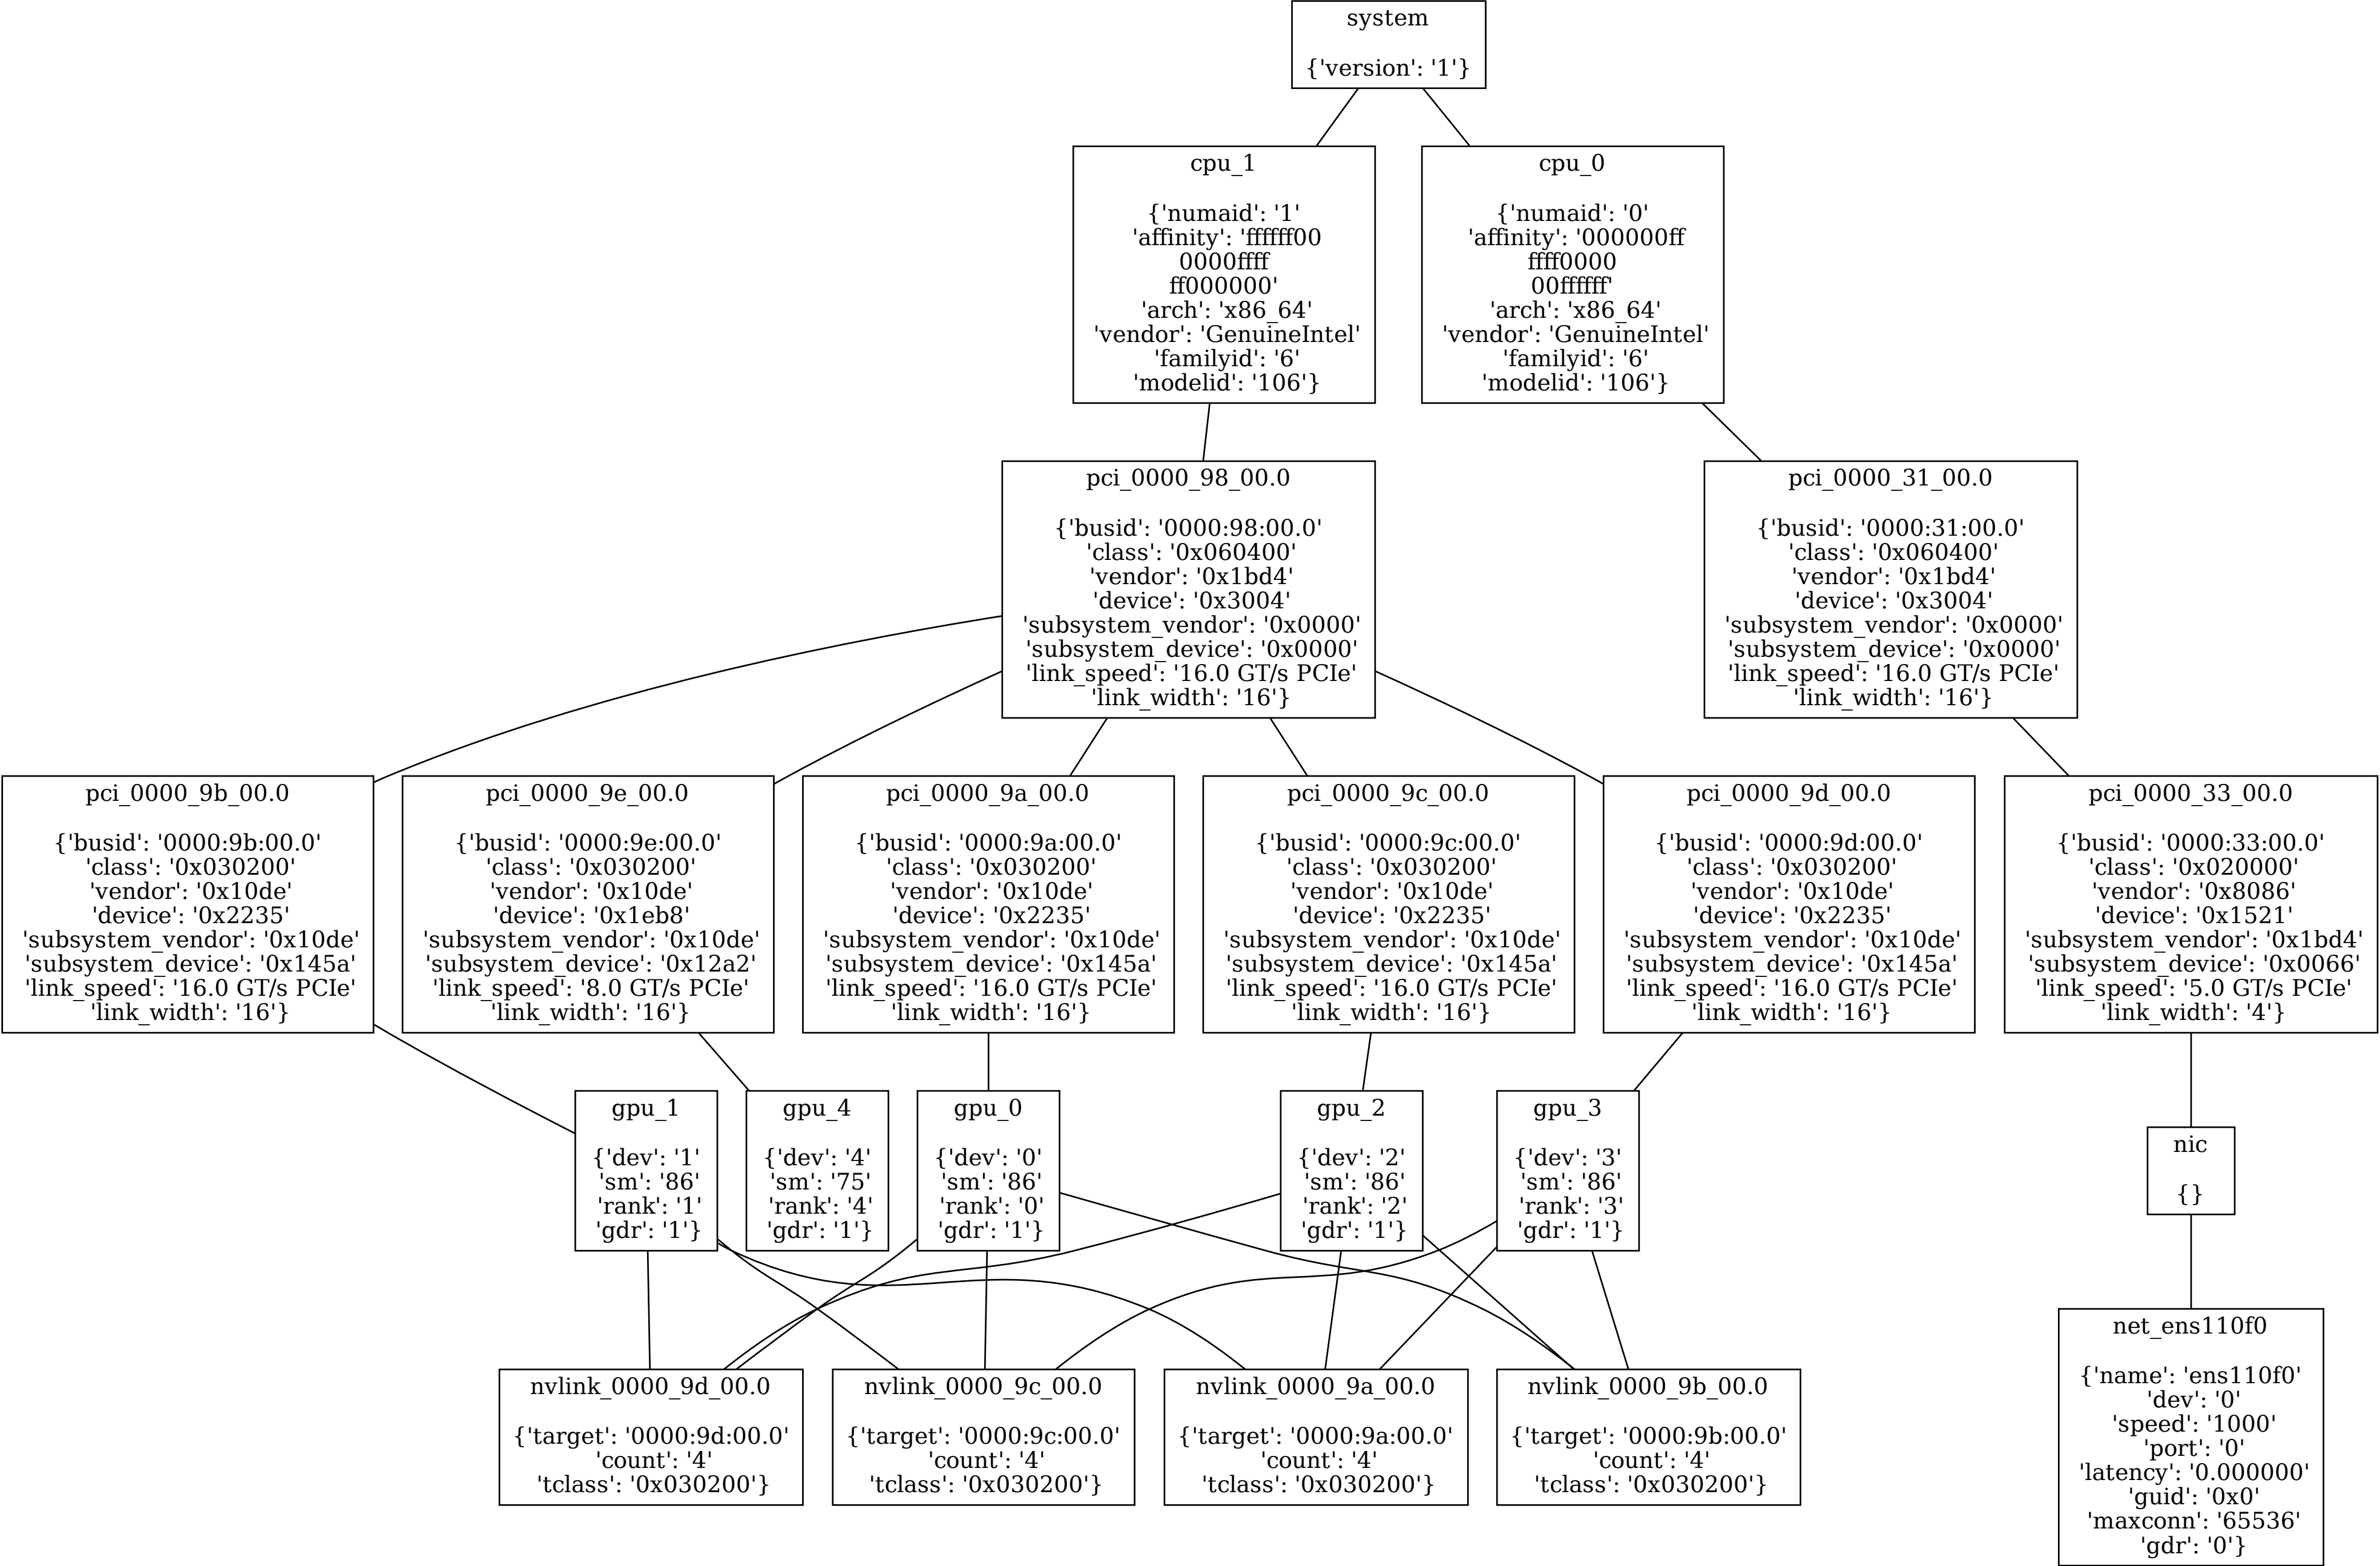 system
{'version': '1'}
cpu_1
{'numaid': '1'
'affinity': 'ffffff00
0000ffff
ff000000'
'arch': 'x86_64'
'vendor': 'GenuineIntel'
'familyid': '6'
'modelid': '106'}
cpu_0
{'numaid': '0'
'affinity': '000000ff
ffff0000
00ffffff'
'arch': 'x86_64'
'vendor': 'GenuineIntel'
'familyid': '6'
'modelid': '106'}
pci_0000_98_00.0
{'busid': '0000:98:00.0'
'class': '0x060400'
'vendor': '0x1bd4'
'device': '0x3004'
'subsystem_vendor': '0x0000'
'subsystem_device': '0x0000'
'link_speed': '16.0 GT/s PCIe'
'link_width': '16'}
pci_0000_31_00.0
{'busid': '0000:31:00.0'
'class': '0x060400'
'vendor': '0x1bd4'
'device': '0x3004'
'subsystem_vendor': '0x0000'
'subsystem_device': '0x0000'
'link_speed': '16.0 GT/s PCIe'
'link_width': '16'}
pci_0000_9b_00.0
{'busid': '0000:9b:00.0'
'class': '0x030200'
'vendor': '0x10de'
'device': '0x2235'
'subsystem_vendor': '0x10de'
'subsystem_device': '0x145a'
'link_speed': '16.0 GT/s PCIe'
'link_width': '16'}
pci_0000_9e_00.0
{'busid': '0000:9e:00.0'
'class': '0x030200'
'vendor': '0x10de'
'device': '0x1eb8'
'subsystem_vendor': '0x10de'
'subsystem_device': '0x12a2'
'link_speed': '8.0 GT/s PCIe'
'link_width': '16'}
pci_0000_9a_00.0
{'busid': '0000:9a:00.0'
'class': '0x030200'
'vendor': '0x10de'
'device': '0x2235'
'subsystem_vendor': '0x10de'
'subsystem_device': '0x145a'
'link_speed': '16.0 GT/s PCIe'
'link_width': '16'}
pci_0000_9c_00.0
{'busid': '0000:9c:00.0'
'class': '0x030200'
'vendor': '0x10de'
'device': '0x2235'
'subsystem_vendor': '0x10de'
'subsystem_device': '0x145a'
'link_speed': '16.0 GT/s PCIe'
'link_width': '16'}
pci_0000_9d_00.0
{'busid': '0000:9d:00.0'
'class': '0x030200'
'vendor': '0x10de'
'device': '0x2235'
'subsystem_vendor': '0x10de'
'subsystem_device': '0x145a'
'link_speed': '16.0 GT/s PCIe'
'link_width': '16'}
pci_0000_33_00.0
{'busid': '0000:33:00.0'
'class': '0x020000'
'vendor': '0x8086'
'device': '0x1521'
'subsystem_vendor': '0x1bd4'
'subsystem_device': '0x0066'
'link_speed': '5.0 GT/s PCIe'
'link_width': '4'}
gpu_1
{'dev': '1'
'sm': '86'
'rank': '1'
'gdr': '1'}
gpu_4
{'dev': '4'
'sm': '75'
'rank': '4'
'gdr': '1'}
gpu_0
{'dev': '0'
'sm': '86'
'rank': '0'
'gdr': '1'}
gpu_2
{'dev': '2'
'sm': '86'
'rank': '2'
'gdr': '1'}
gpu_3
{'dev': '3'
'sm': '86'
'rank': '3'
'gdr': '1'}
nic
{}
nvlink_0000_9d_00.0
{'target': '0000:9d:00.0'
'count': '4'
'tclass': '0x030200'}
nvlink_0000_9c_00.0
{'target': '0000:9c:00.0'
'count': '4'
'tclass': '0x030200'}
nvlink_0000_9a_00.0
{'target': '0000:9a:00.0'
'count': '4'
'tclass': '0x030200'}
nvlink_0000_9b_00.0
{'target': '0000:9b:00.0'
'count': '4'
'tclass': '0x030200'}
net_ens110f0
{'name': 'ens110f0'
'dev': '0'
'speed': '1000'
'port': '0'
'latency': '0.000000'
'guid': '0x0'
'maxconn': '65536'
'gdr': '0'}